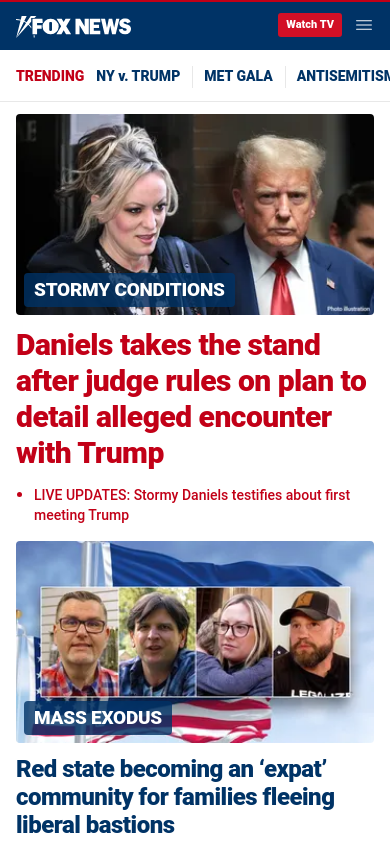 FOX NEWS
Watch TV
TRENDING NY v. TRUMP MET GALA ANTISEMITISM
STORMY CONDITIONS
Photo Illustration
Daniels takes the stand
after judge rules on plan to
detail alleged encounter
with Trump
• LIVE UPDATES: Stormy Daniels testifies about first
meeting Trump
LEGALIZE
MASS EXODUS
Red state becoming an ‘expat’
community for families fleeing
liberal bastions